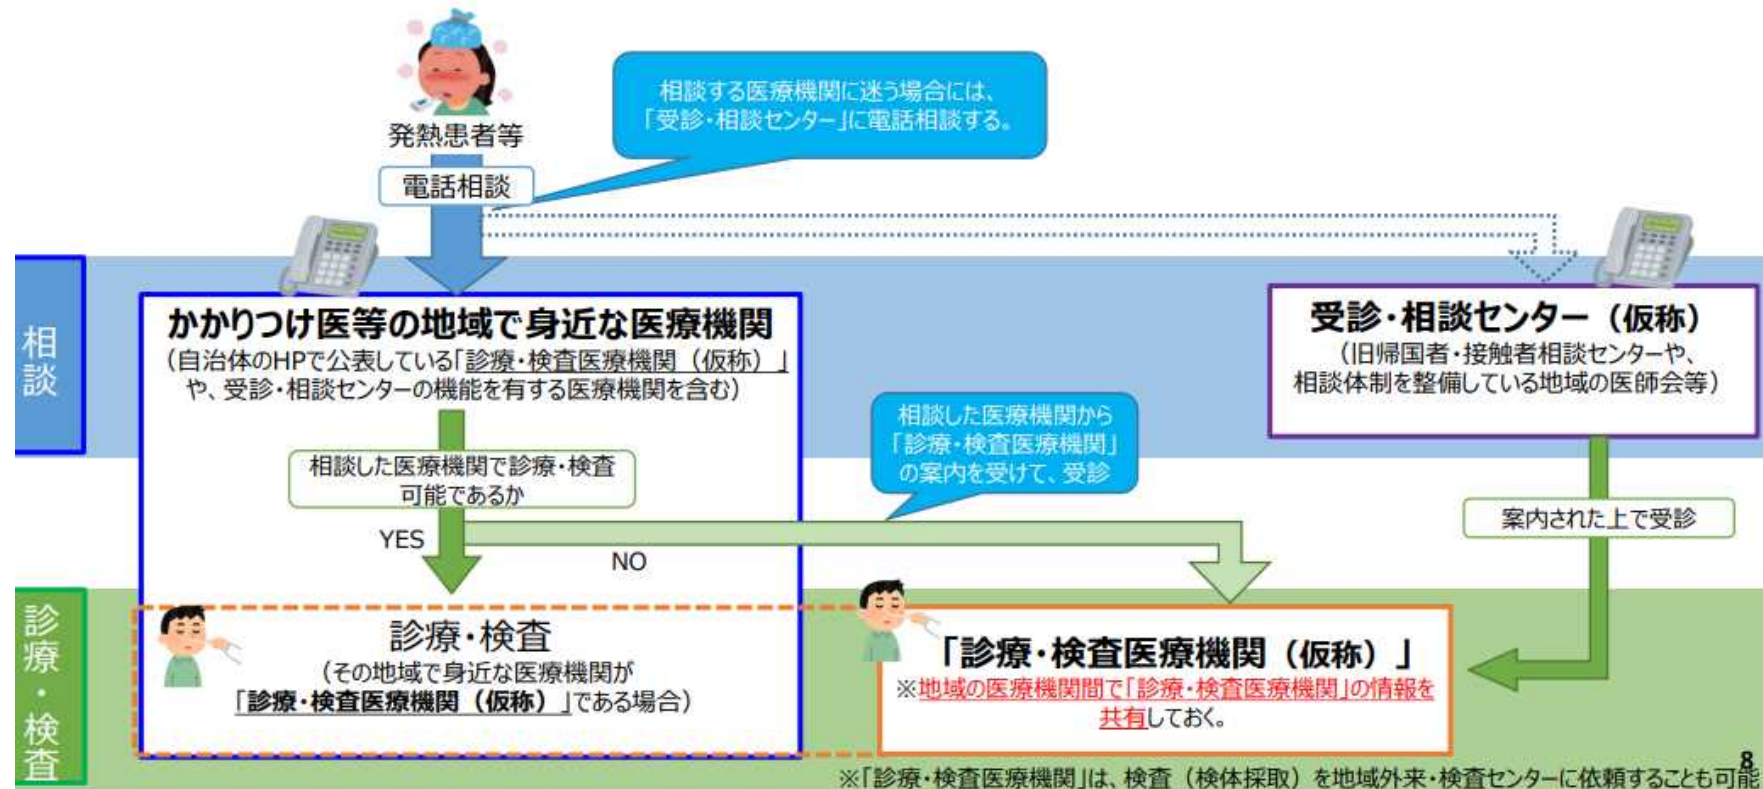 発熱患者等
相談する医療機関に迷う場合には、
「受診・相談センター」に電話相談する。
電話相談
相談
かかりつけ医等の地域で身近な医療機関
（自治体のHPで公表している「診療・検査医療機関（仮称）」
や、受診・相談センターの機能を有する医療機関を含む）
受診・相談センター（仮称）
（旧帰国者・接触者相談センターや、
相談体制を整備している地域の医師会等）
相談した医療機関から
「診療・検査医療機関」
の案内を受けて、受診
相談した医療機関で診療・検査
可能であるか
案内された上で受診
YES
NO
診療・検査
診療・検査
（その地域で身近な医療機関が
「診療・検査医療機関（仮称）」である場合）
「診療・検査医療機関（仮称）」
※地域の医療機関間で「診療・検査医療機関」の情報を
共有しておく。
8
※「診療・検査医療機関」は、検査（検体採取）を地域外来・検査センターに依頼することも可能